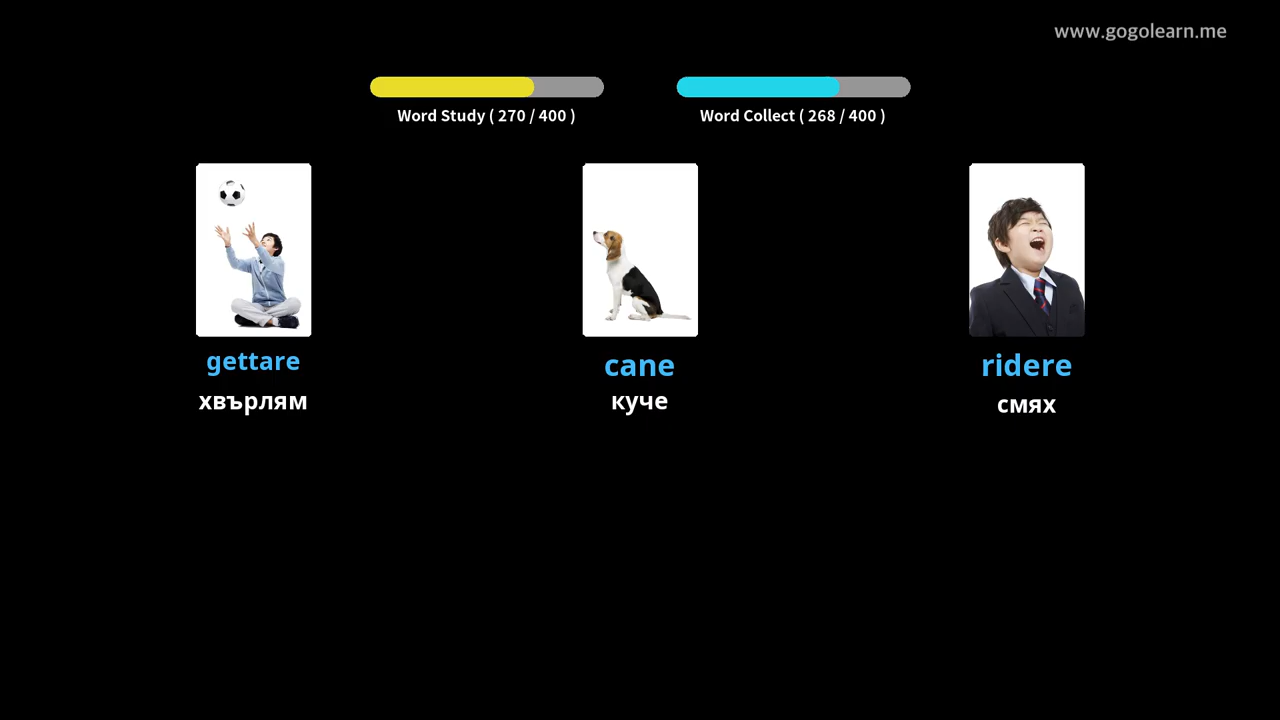 www.gogolearn.me
Word Study ( 270 / 400 )
Word Collect ( 268 / 400 )
gettare
хвърлям
cane
куче
ridere
смях